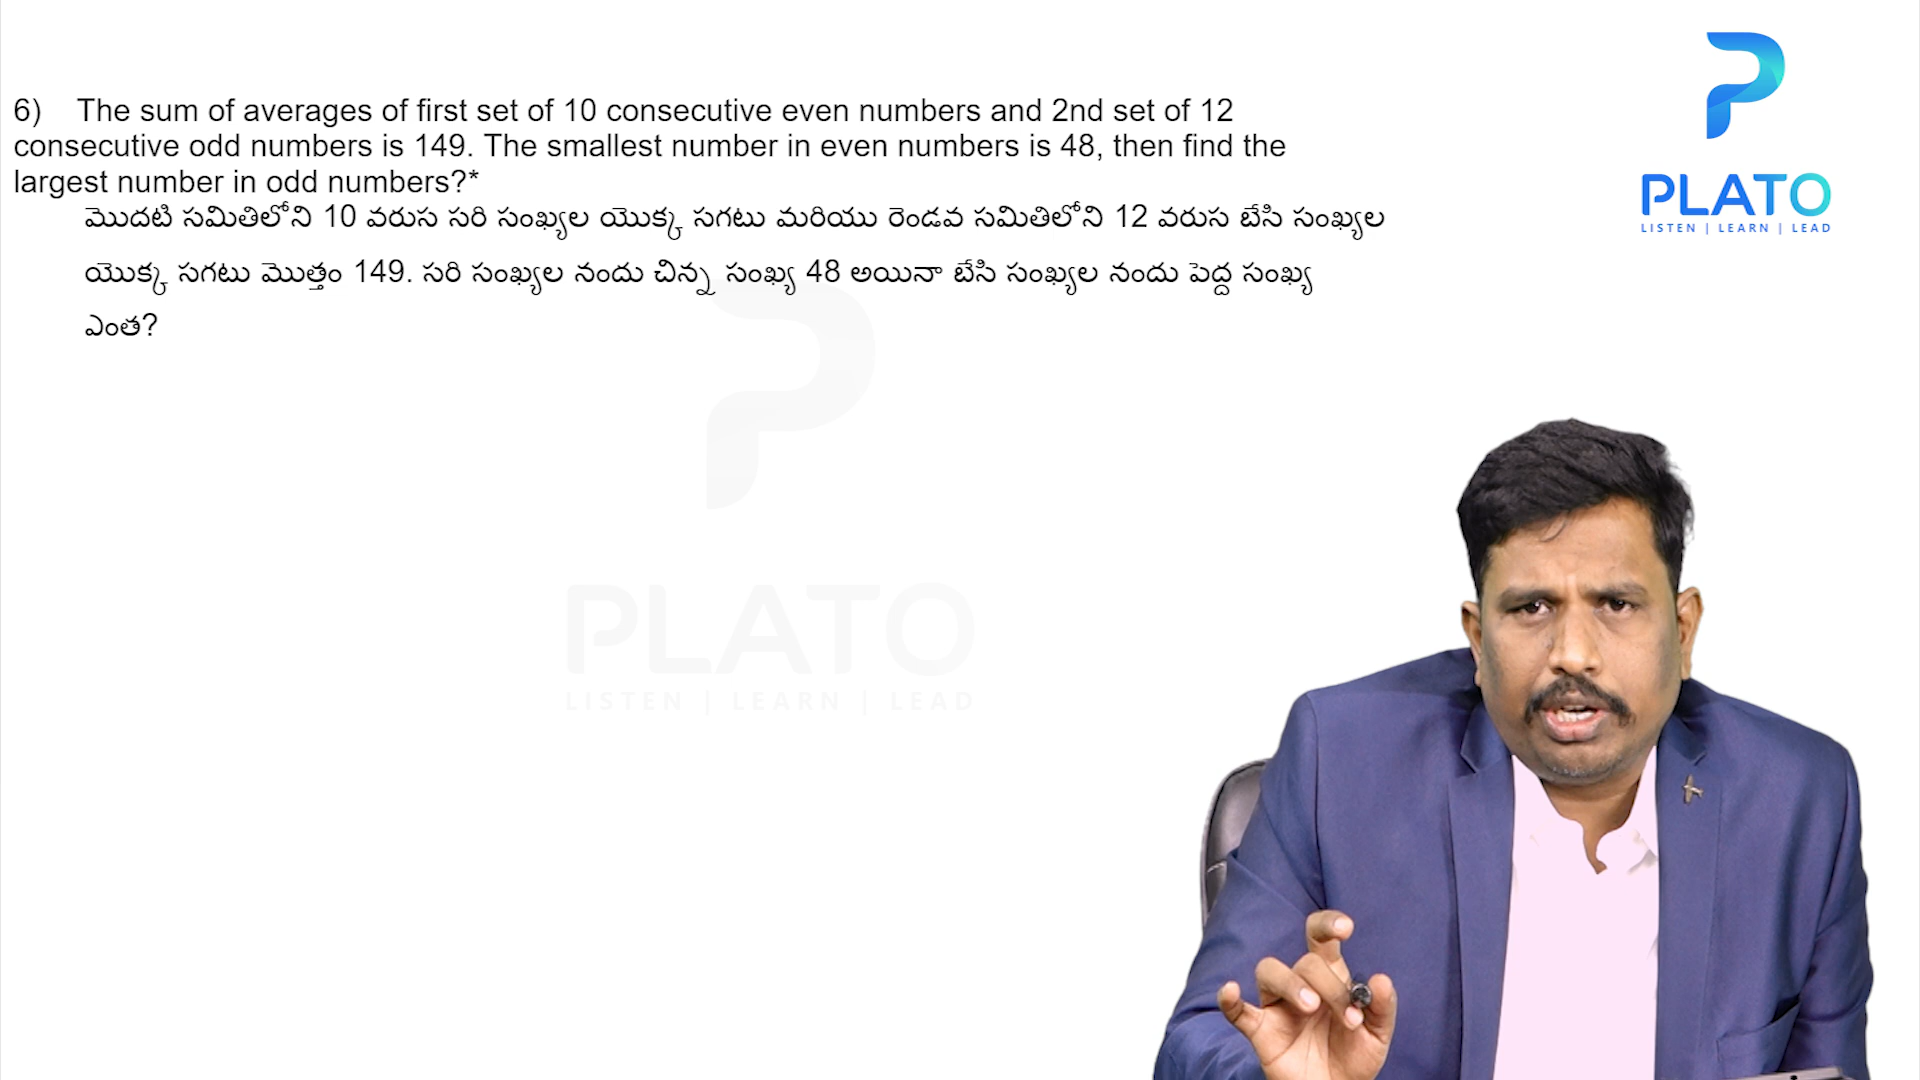 6) The sum of averages of first set of 10 consecutive even numbers and 2nd set of 12
consecutive odd numbers is 149. The smallest number in even numbers is 48, then find the
largest number in odd numbers?*
మొదటి సమితిలోని 10 వరుస సరి సంఖ్యల యొక్క సగటు మరియు రెండవ సమితిలోని 12 వరుస బేసి సంఖ్యల
యొక్క సగటు మొత్తం 149. సరి సంఖ్యల నందు చిన్న సంఖ్య 48 అయినా బేసి సంఖ్యల నందు పెద్ద సంఖ్య
ఎంత?
PLATO
LISTEN | LEARN | LEAD
PLATO
LISTEN | LEARN | LEAD